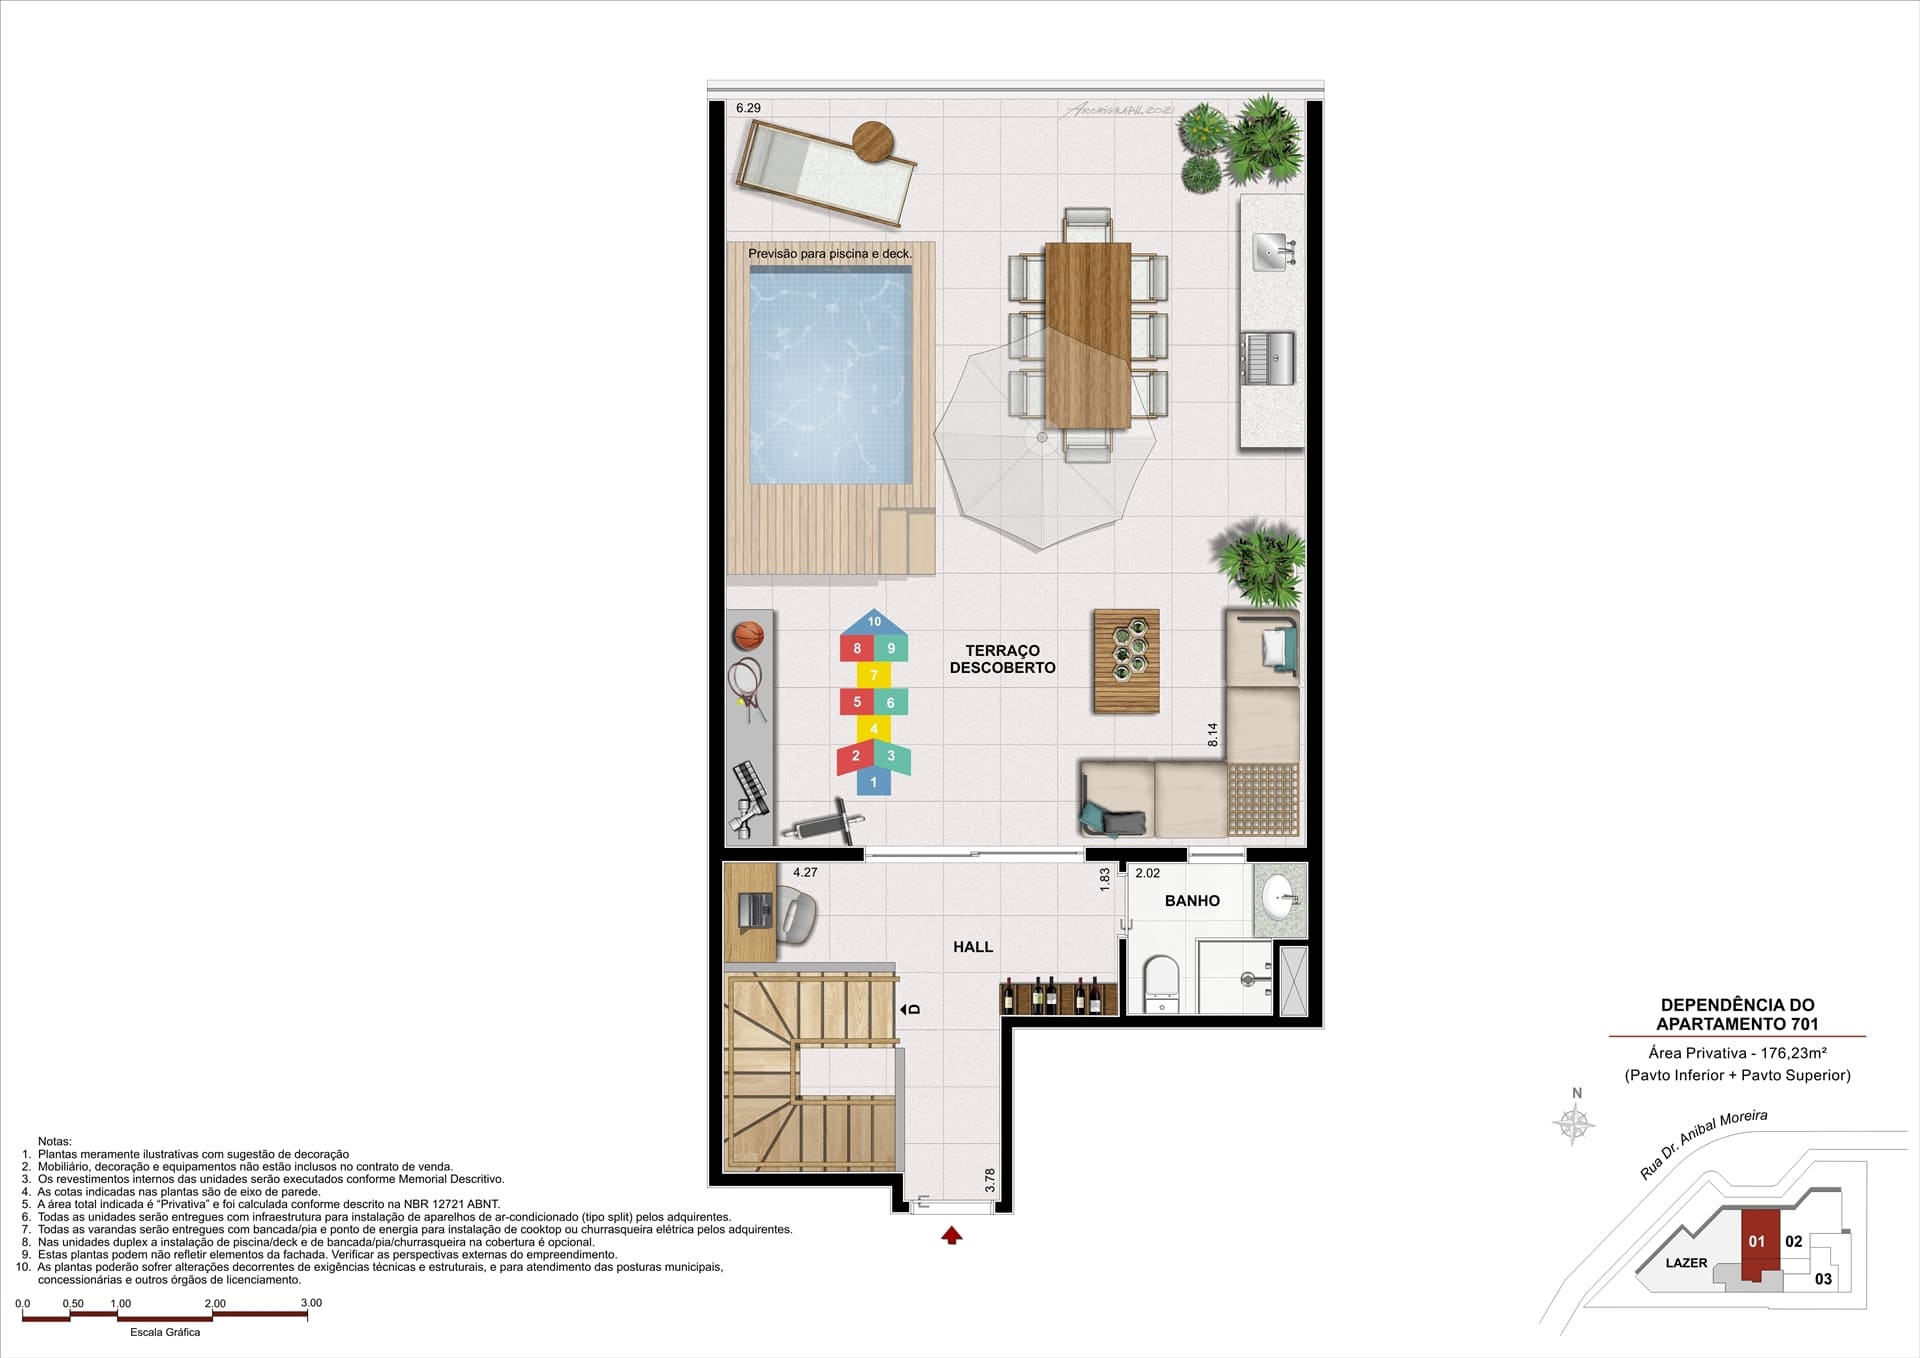 6.29
ARCHIGRAPH 2021
Previsão para piscina e deck.
10
8 9
7
5 6
4
2 3
1
TERRAÇO
DESCOBERTO
8.14
4.27
1.83
2.02
BANHO
HALL
D
3.78
DEPENDÊNCIA DO
APARTAMENTO 701
Área Privativa - 176,23m²
(Pavto Inferior + Pavto Superior)
N
Rua Dr. Anibal Moreira
01
02
LAZER
03
Notas:
1. Plantas meramente ilustrativas com sugestão de decoração
2. Mobiliário, decoração e equipamentos não estão inclusos no contrato de venda.
3. Os revestimentos internos das unidades serão executados conforme Memorial Descritivo.
4. As cotas indicadas nas plantas são de eixo de parede.
5. A área total indicada é “Privativa” e foi calculada conforme descrito na NBR 12721 ABNT.
6. Todas as unidades serão entregues com infraestrutura para instalação de aparelhos de ar-condicionado (tipo split) pelos adquirentes.
7. Todas as varandas serão entregues com bancada/pia e ponto de energia para instalação de cooktop ou churrasqueira elétrica pelos adquirentes.
8. Nas unidades duplex a instalação de piscina/deck e de bancada/pia/churrasqueira na cobertura é opcional.
9. Estas plantas podem não refletir elementos da fachada. Verificar as perspectivas externas do empreendimento.
10. As plantas poderão sofrer alterações decorrentes de exigências técnicas e estruturais, e para atendimento das posturas municipais,
concessionárias e outros órgãos de licenciamento.
0.0 0.50 1.00 2.00 3.00
Escala Gráfica